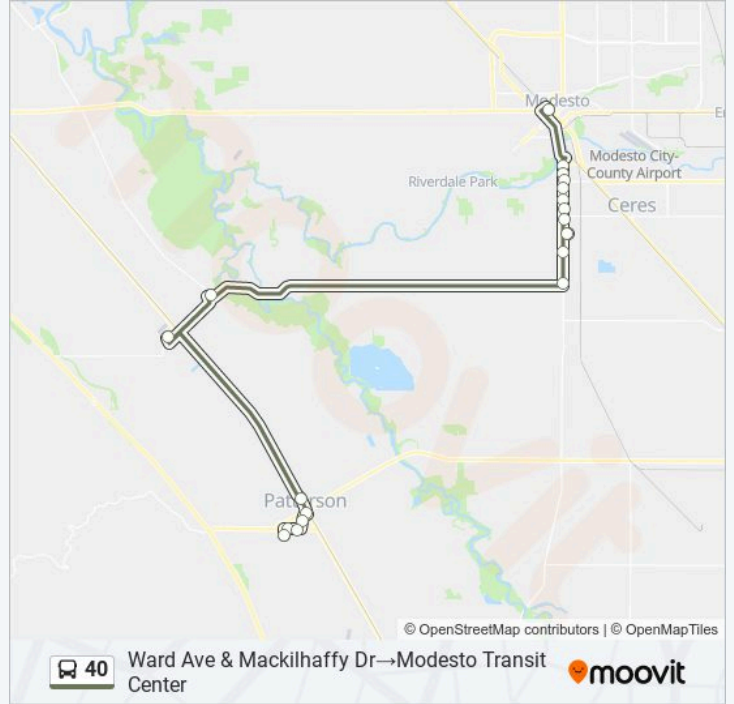 Modesto
Modesto City-
County Airport
Riverdale Park
Ceres
Patterson
© OpenStreetMap contributors | © OpenMapTiles
40
Ward Ave & Mackilhaffy Dr→Modesto Transit
Center
moovit